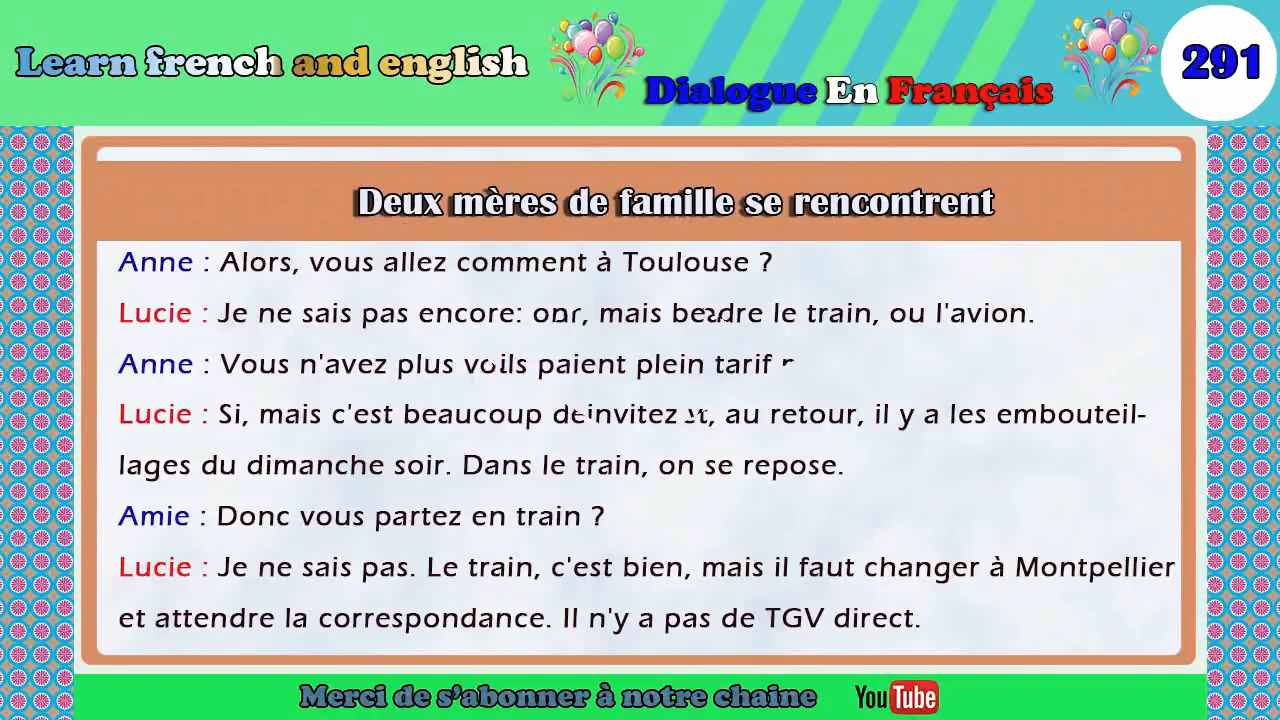 Learn french and english
Dialogue En Français
291
Deux mères de famille se rencontrent
Anne : Alors, vous allez comment à Toulouse ?
Lucie : Je ne sais pas encore: mais le train, ou l'avion.
Anne : Vous n'avez plus paient plein tarif
Lucie : Si, mais c'est beaucoup au retour, il y a les embouteil-
lages du dimanche soir. Dans le train, on se repose.
Amie : Donc vous partez en train ?
Lucie : Je ne sais pas. Le train, c'est bien, mais il faut changer à Montpellier
et attendre la correspondance. Il n'y a pas de TGV direct.
Merci de s'abonner à notre chaine YouTube